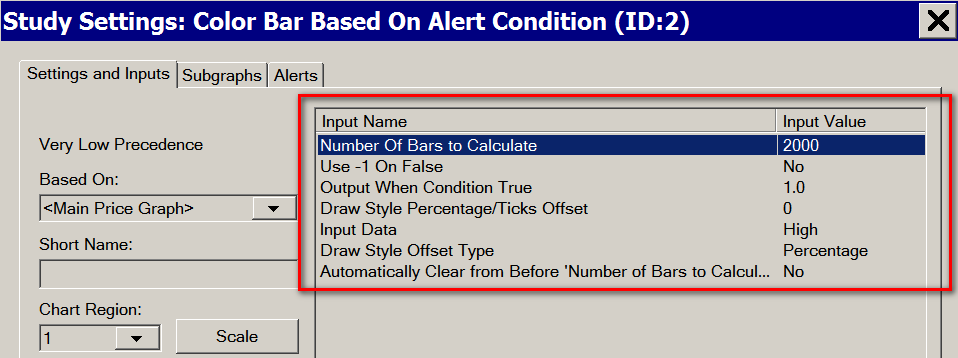 Study Settings: Color Bar Based On Alert Condition (ID:2)
Settings and Inputs Subgraphs Alerts
Very Low Precedence
Based On:
<Main Price Graph>
Short Name:
Chart Region:
1
Scale
Input Name Input Value
Number Of Bars to Calculate 2000
Use -1 On False No
Output When Condition True 1.0
Draw Style Percentage/Ticks Offset 0
Input Data High
Draw Style Offset Type Percentage
Automatically Clear from Before 'Number of Bars to Calcul... No